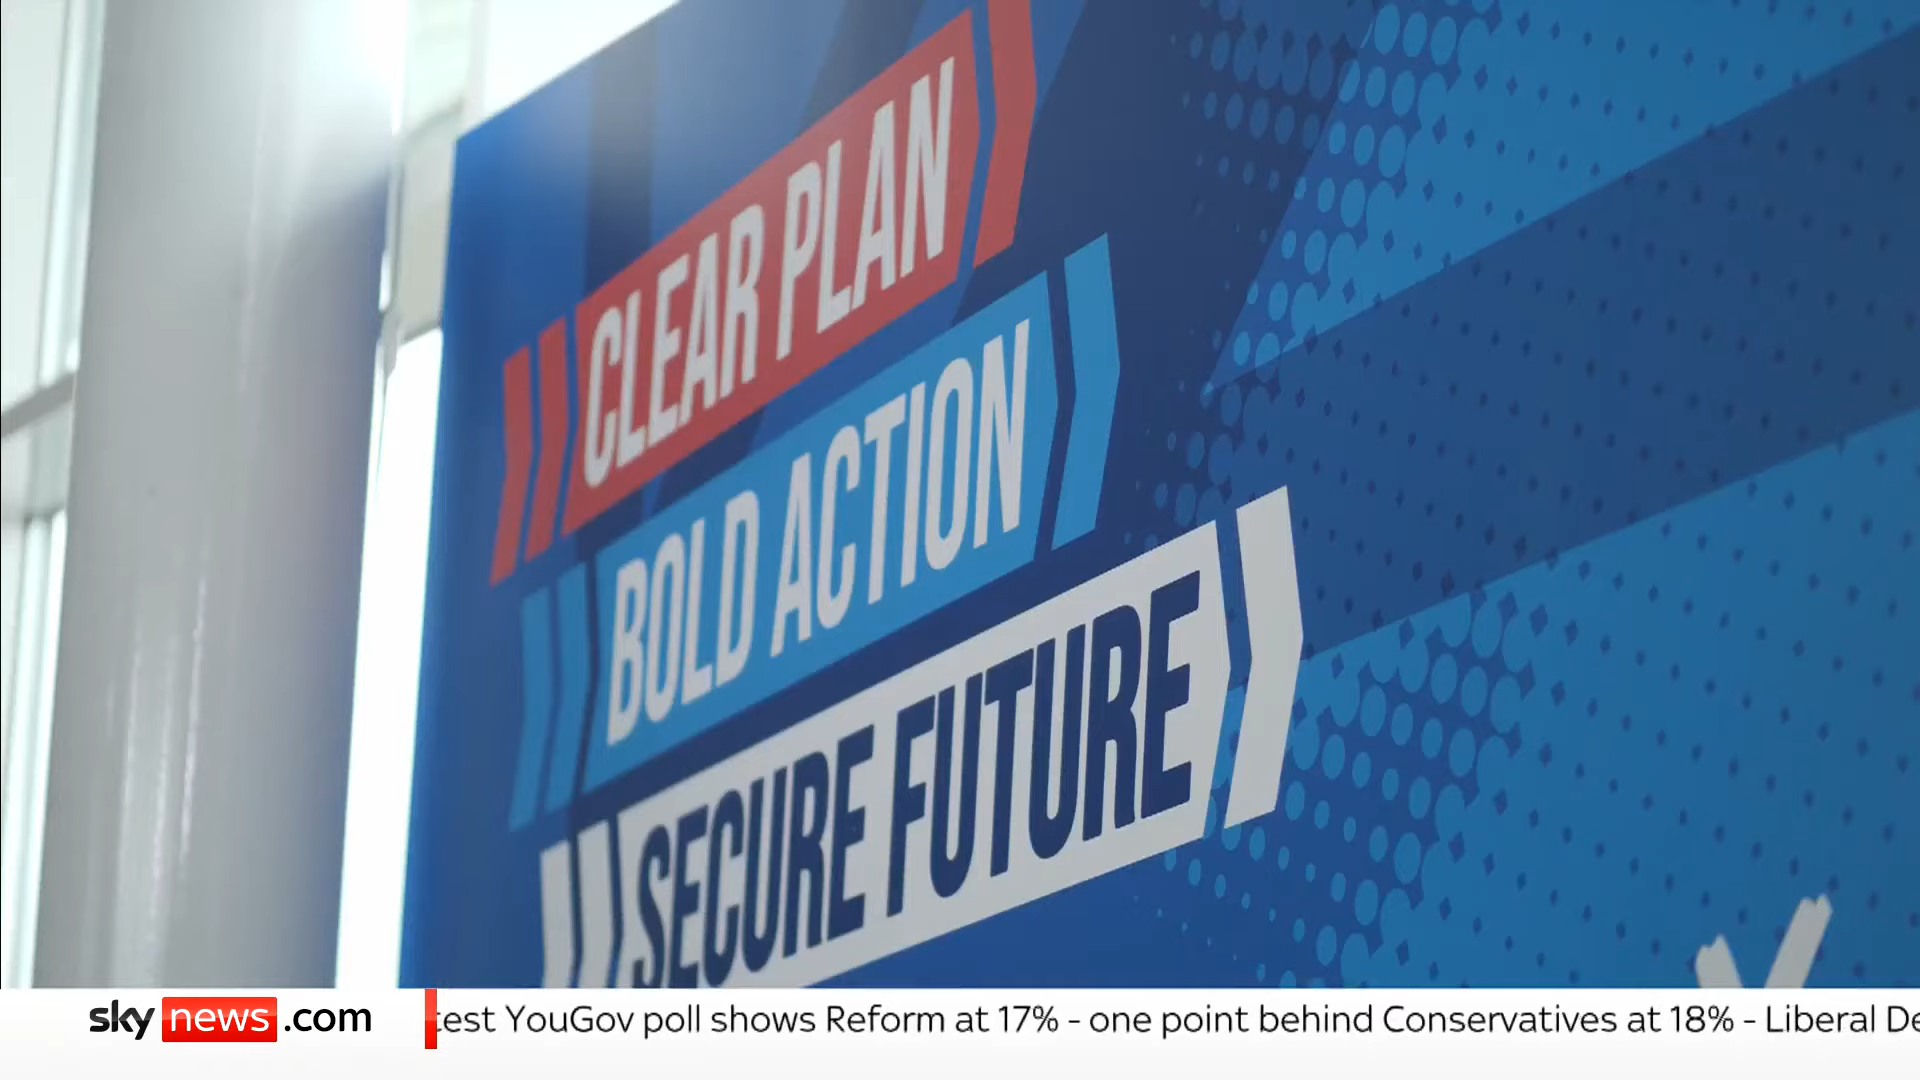 CLEAR PLAN
BOLD ACTION
SECURE FUTURE
sky news .com
test YouGov poll shows Reform at 17% - one point behind Conservatives at 18% - Liberal De